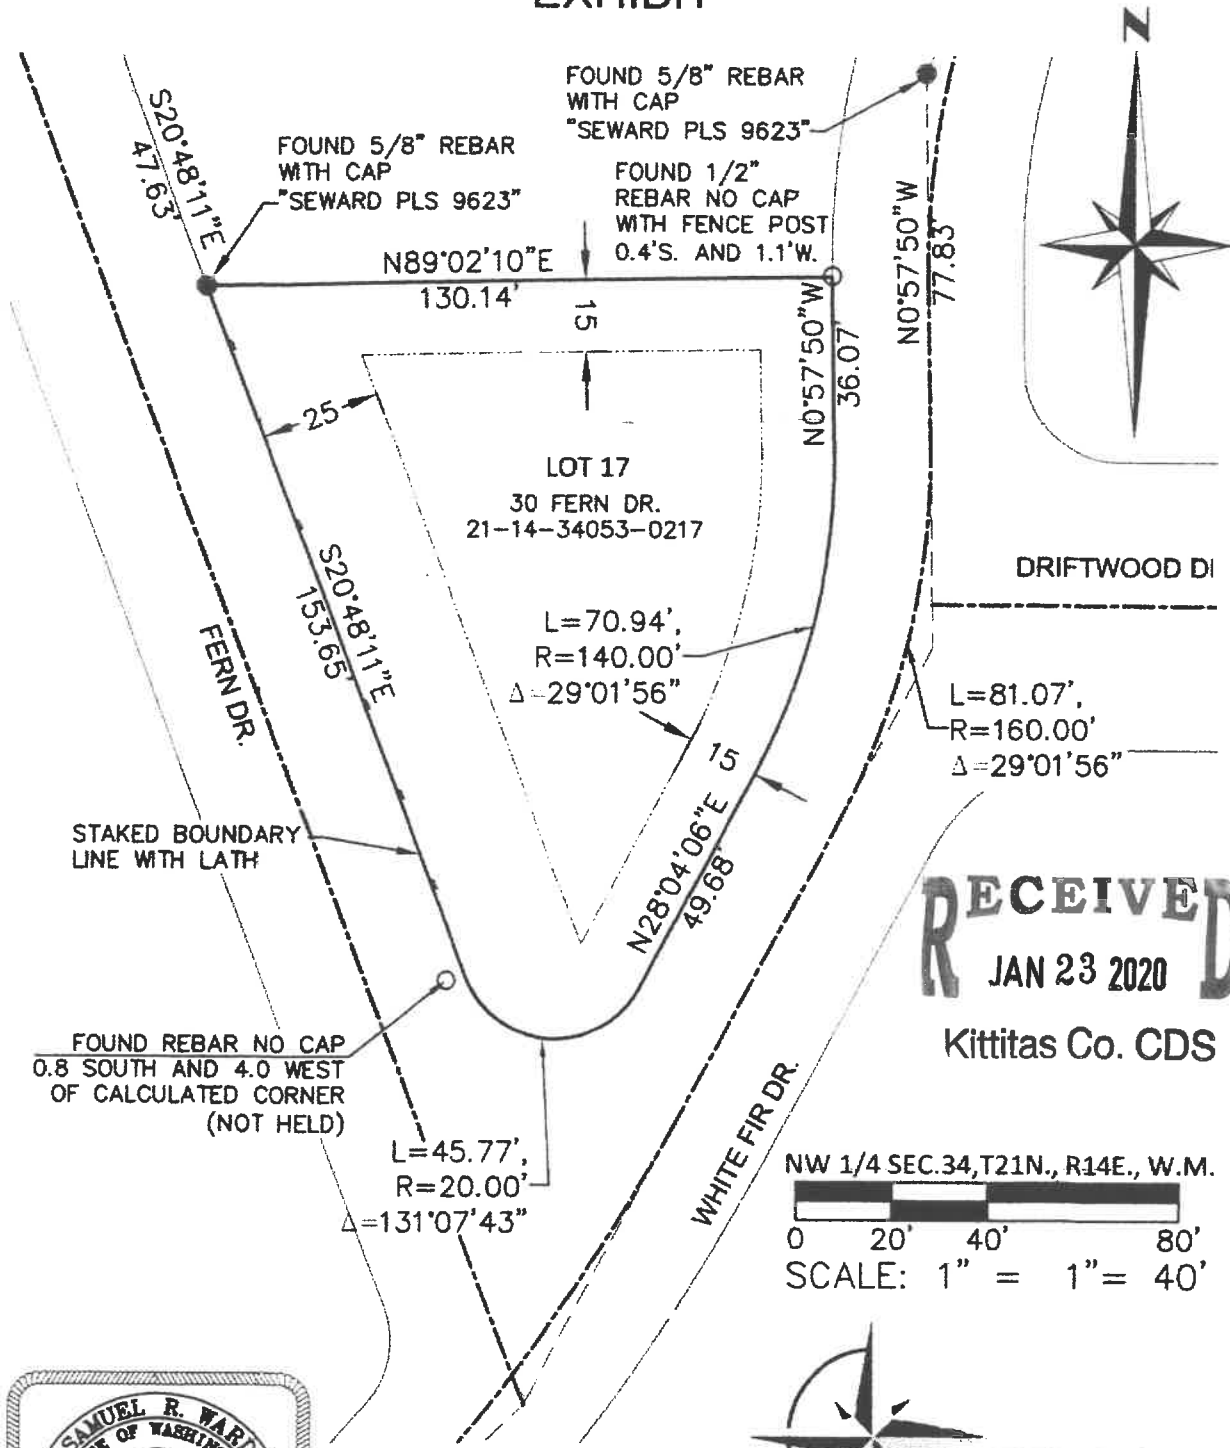 EXHIBIT
N
FOUND 5/8" REBAR
WITH CAP
"SEWARD PLS 9623"
S20°48'11"E
47.63'
FOUND 5/8" REBAR
WITH CAP
"SEWARD PLS 9623"
FOUND 1/2"
REBAR NO CAP
WITH FENCE POST
0.4'S. AND 1.1'W.
N89°02'10"E
130.14'
15
N0°57'50"W
36.07'
N0°57'50"W
77.83'
25
LOT 17
30 FERN DR.
21-14-34053-0217
S20°48'11"E
153.65'
DRIFTWOOD
FERN DR.
L=70.94',
R=140.00'
Δ=29°01'56"
L=81.07',
R=160.00'
Δ=29°01'56"
15
N28°04'06"E
49.68'
STAKED BOUNDARY
LINE WITH LATH
RECEIVED
JAN 23 2020
Kittitas Co. CDS
FOUND REBAR NO CAP
0.8 SOUTH AND 4.0 WEST
OF CALCULATED CORNER
(NOT HELD)
L=45.77',
R=20.00'
Δ=131°07'43"
WHITE FIR DR.
NW 1/4 SEC.34,T21N., R14E., W.M.
0 20' 40' 80'
SCALE: 1" = 1"= 40'
SAMUEL R. WARD
OF